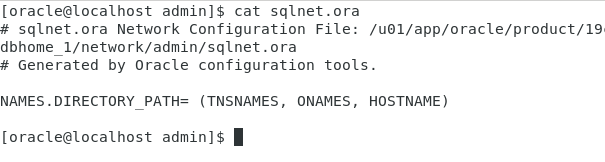 [oracle@localhost admin]$ cat sqlnet.ora
# sqlnet.ora Network Configuration File: /u01/app/oracle/product/19
dbhome_1/network/admin/sqlnet.ora
# Generated by Oracle configuration tools.
NAMES.DIRECTORY_PATH= (TNSNAMES, ONAMES, HOSTNAME)
[oracle@localhost admin]$